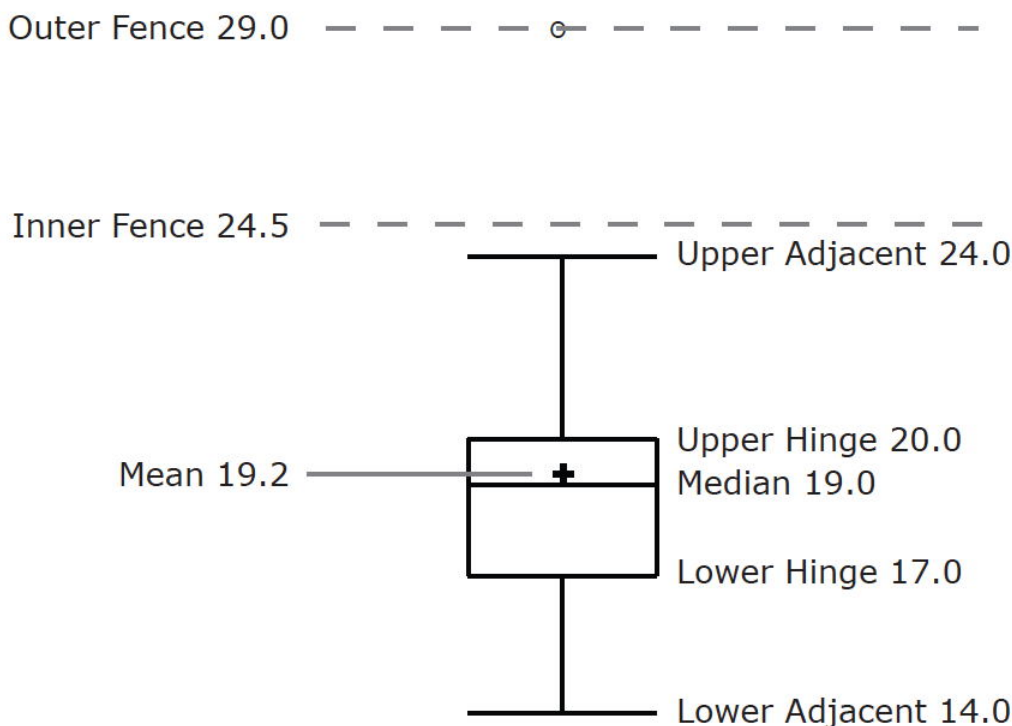 Outer Fence 29.0
Inner Fence 24.5
Upper Adjacent 24.0
Upper Hinge 20.0
Mean 19.2
Median 19.0
Lower Hinge 17.0
Lower Adjacent 14.0